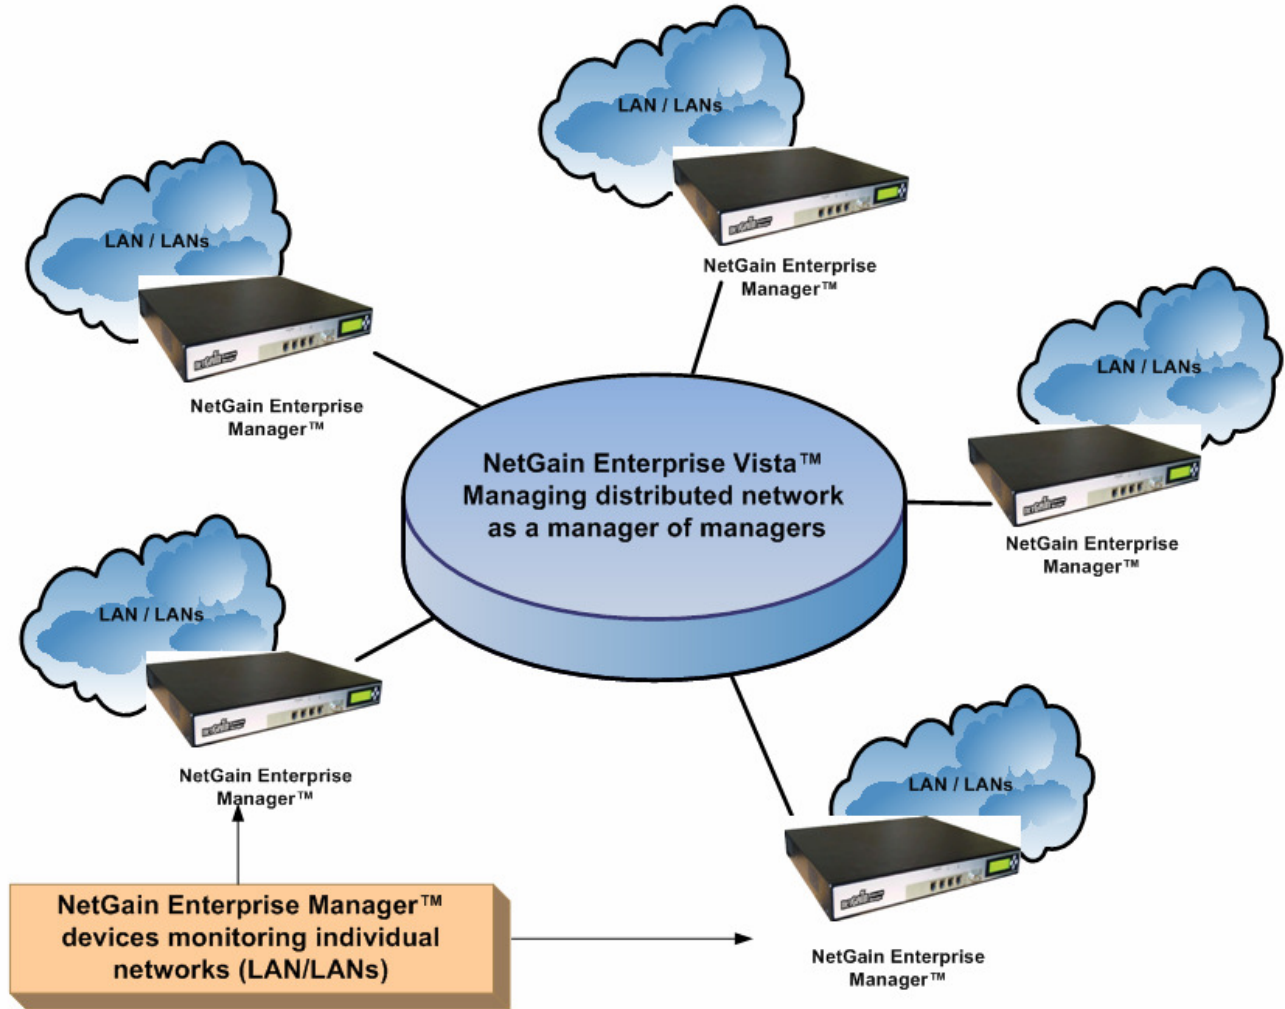 LAN / LANs
NetGain Enterprise
Manager™
LAN / LANs
NetGain Enterprise
Manager™
LAN / LANs
NetGain Enterprise
Manager™
NetGain Enterprise Vista™
Managing distributed network
as a manager of managers
LAN / LANs
NetGain Enterprise
Manager™
LAN / LANs
NetGain Enterprise
Manager™
NetGain Enterprise Manager™
devices monitoring individual
networks (LAN/LANs)